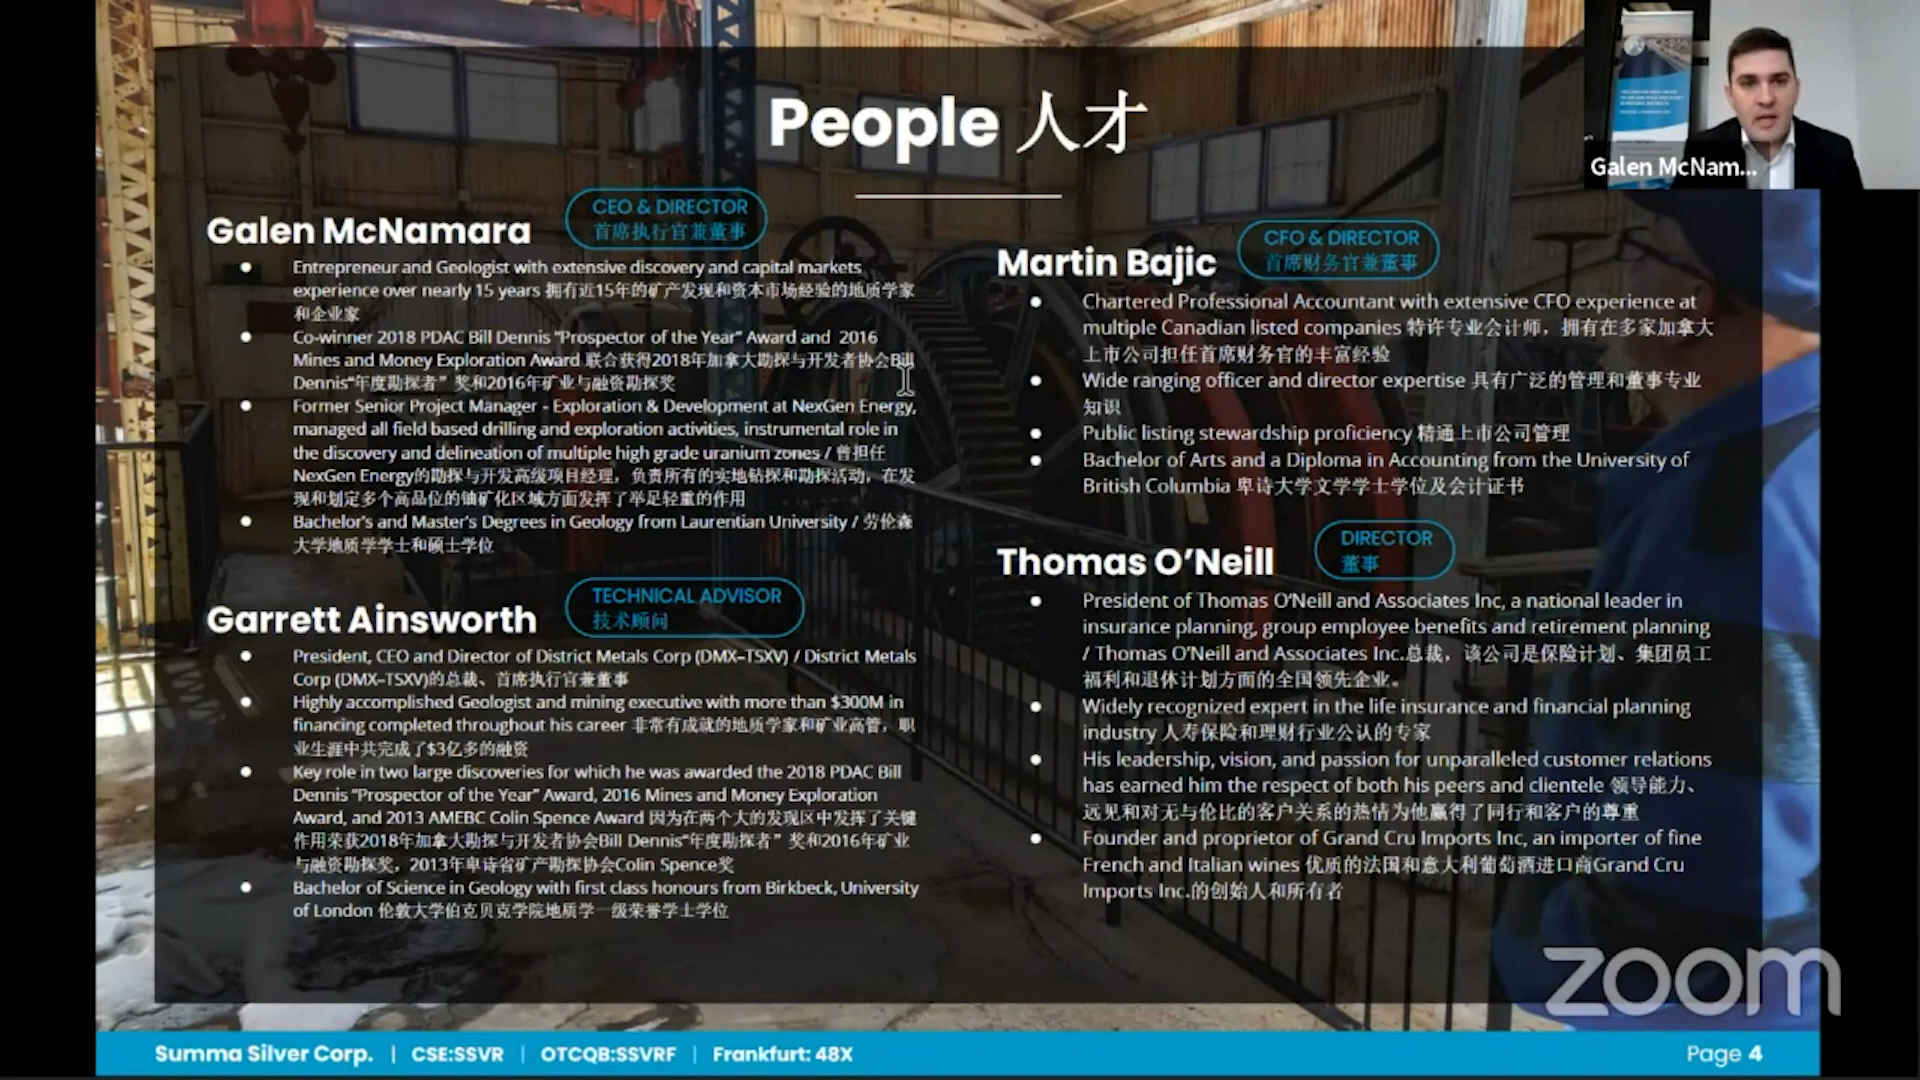 People 人才
Galen McNam...
Galen McNamara
CEO & DIRECTOR
首席执行官兼董事
Entrepreneur and Geologist with extensive discovery and capital markets
experience over nearly 15 years 拥有近15年的矿产发现和资本市场经验的地质学家
和企业家
Co-winner 2018 PDAC Bill Dennis “Prospector of the Year” Award and 2016
Mines and Money Exploration Award 联合获得2018年加拿大勘探与开发者协会Bill
Dennis“年度勘探者”奖和2016年矿业与融资勘探奖
Former Senior Project Manager - Exploration & Development at NexGen Energy,
managed all field based drilling and exploration activities, instrumental role in
the discovery and delineation of multiple high grade uranium zones / 曾担任
NexGen Energy的勘探与开发高级项目经理，负责所有的实地钻探和勘探活动，在发
现和划定多个高品位的铀矿化区域方面发挥了举足轻重的作用
Bachelor's and Master's Degrees in Geology from Laurentian University / 劳伦森
大学地质学学士和硕士学位
Garrett Ainsworth
TECHNICAL ADVISOR
技术顾问
President, CEO and Director of District Metals Corp (DMX–TSXV) / District Metals
Corp (DMX–TSXV)的总裁、首席执行官兼董事
Highly accomplished Geologist and mining executive with more than $300M in
financing completed throughout his career 非常有成就的地质学家和矿业高管，职
业生涯中共完成了$3亿多的融资
Key role in two large discoveries for which he was awarded the 2018 PDAC Bill
Dennis “Prospector of the Year” Award, 2016 Mines and Money Exploration
Award, and 2013 AMEBC Colin Spence Award 因为在两个大的发现区中发挥了关键
作用荣获2018年加拿大勘探与开发者协会Bill Dennis“年度勘探者”奖和2016年矿业
与融资勘探奖，2013年卑诗省矿产勘探协会Colin Spence奖
Bachelor of Science in Geology with first class honours from Birkbeck, University
of London 伦敦大学伯克贝克学院地质学一级荣誉学士学位
Martin Bajic
CFO & DIRECTOR
首席财务官兼董事
Chartered Professional Accountant with extensive CFO experience at
multiple Canadian listed companies 特许专业会计师，拥有在多家加拿大
上市公司担任首席财务官的丰富经验
Wide ranging officer and director expertise 具有广泛的管理和董事专业
知识
Public listing stewardship proficiency 精通上市公司管理
Bachelor of Arts and a Diploma in Accounting from the University of
British Columbia 卑诗大学文学学士学位及会计证书
Thomas O’Neill
DIRECTOR
董事
President of Thomas O’Neill and Associates Inc, a national leader in
insurance planning, group employee benefits and retirement planning
/ Thomas O’Neill and Associates Inc.总裁，该公司是保险计划、集团员工
福利和退休计划方面的全国领先企业。
Widely recognized expert in the life insurance and financial planning
industry 人寿保险和理财行业公认的专家
His leadership, vision, and passion for unparalleled customer relations
has earned him the respect of both his peers and clientele 领导能力、
远见和对无与伦比的客户关系的热情为他赢得了同行和客户的尊重
Founder and proprietor of Grand Cru Imports Inc, an importer of fine
French and Italian wines 优质的法国和意大利葡萄酒进口商Grand Cru
Imports Inc.的创始人和所有者
zoom
Summa Silver Corp. | CSE:SSVR | OTCQB:SSVRF | Frankfurt: 48X
Page 4